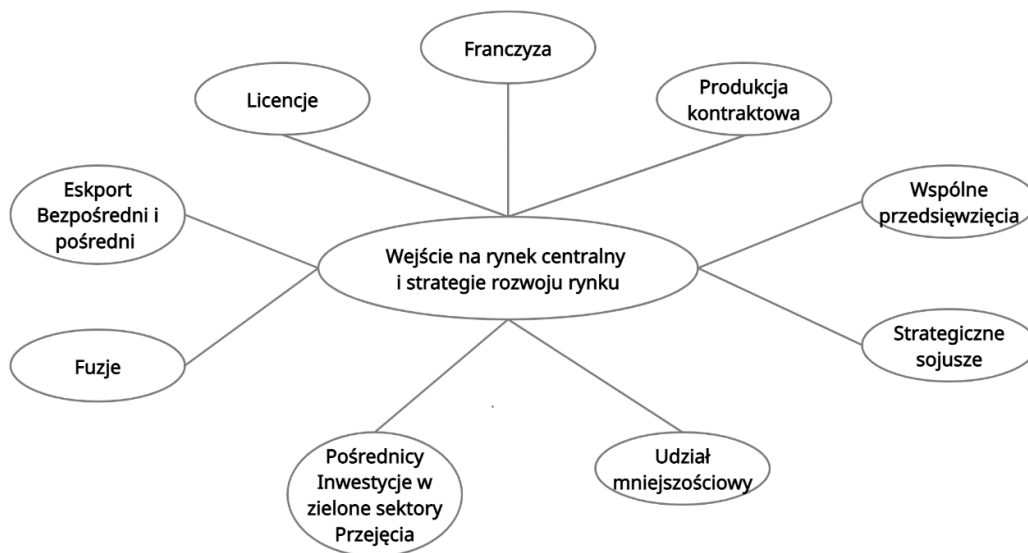 Franczyza
Licencje
Produkcja
kontraktowa
Eskport
Bezpośredni i
pośredni
Wspólne
przedsięwzięcia
Wejście na rynek centralny
i strategie rozwoju rynku
Fuzje
Strategiczne
sojusze
Pośrednicy
Inwestycje w
zielone sektory
Przejęcia
Udział
mniejszościowy